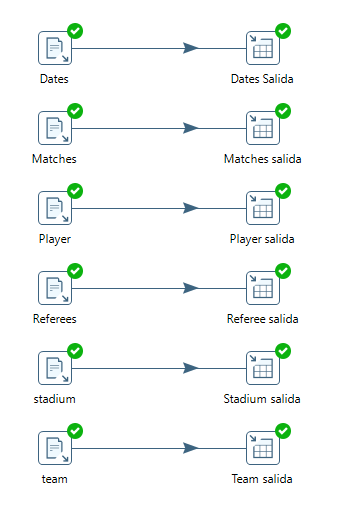 Dates
Dates Salida
Matches
Matches salida
Player
Player salida
Referees
Referee salida
stadium
Stadium salida
team
Team salida